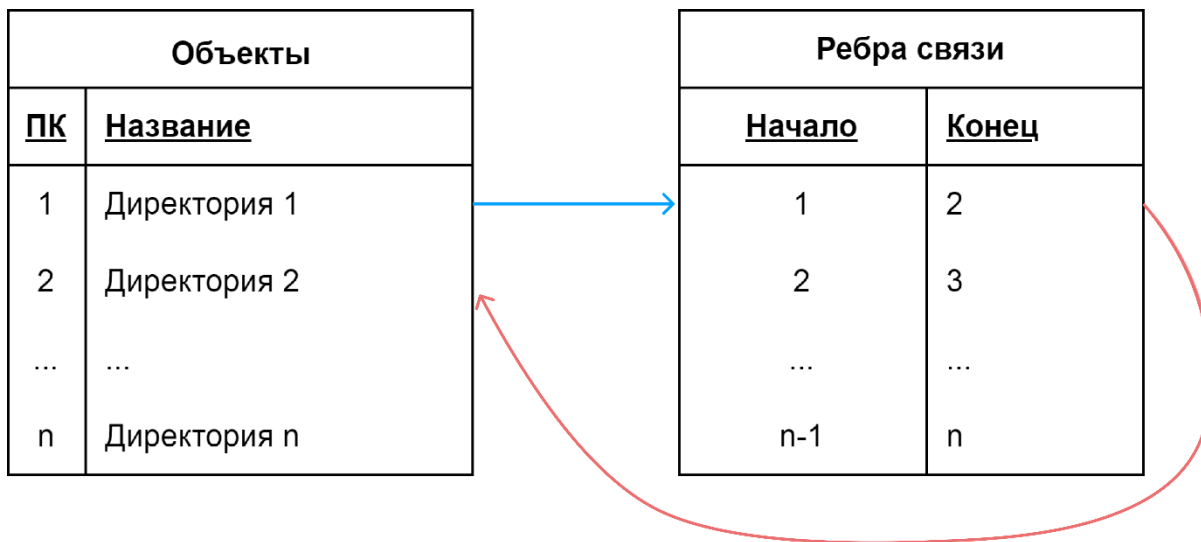 Объекты
ПК Название
1 Директория 1
2 Директория 2
... ...
n Директория n
Ребра связи
Начало Конец
1 2
2 3
... ...
n-1 n